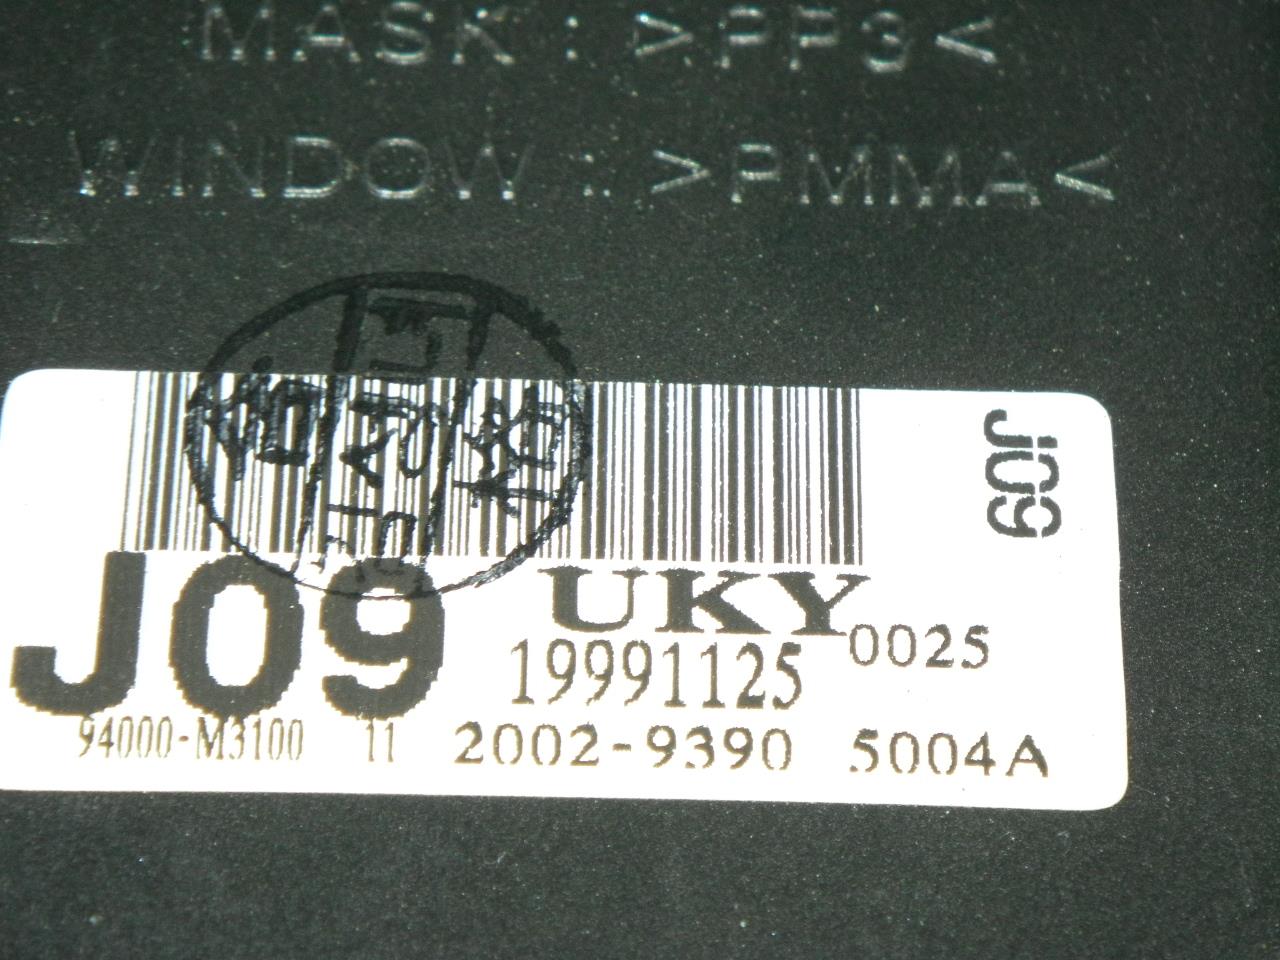 MASK : >PP3<
WINDOW : >PMMA<
J09
J09 UKY 0025
19991125
94000-M3100 11 2002-9390 5004A